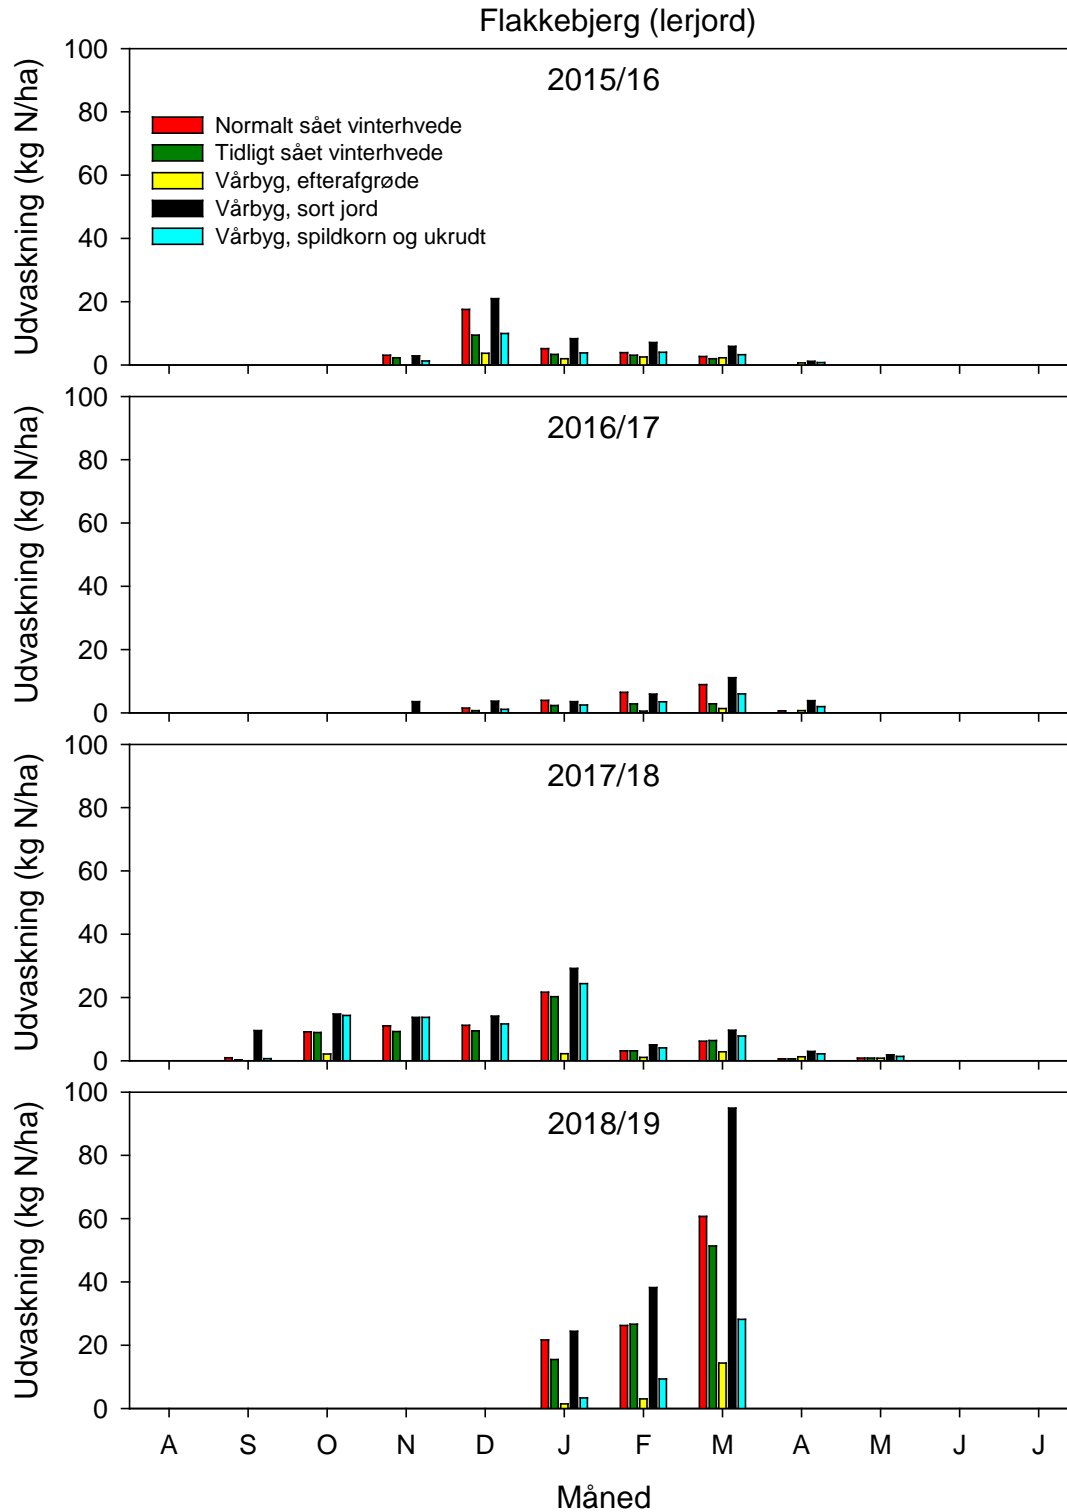 Flakkebjerg (lerjord)
2015/16
Udvaskning (kg N/ha)
100
80
60
40
20
0
Normalt sået vinterhvede
Tidligt sået vinterhvede
Vårbyg, efterafgrøde
Vårbyg, sort jord
Vårbyg, spildkorn og ukrudt
2016/17
Udvaskning (kg N/ha)
100
80
60
40
20
0
2017/18
Udvaskning (kg N/ha)
100
80
60
40
20
0
2018/19
Udvaskning (kg N/ha)
100
80
60
40
20
0
A S O N D J F M A M J J
Måned